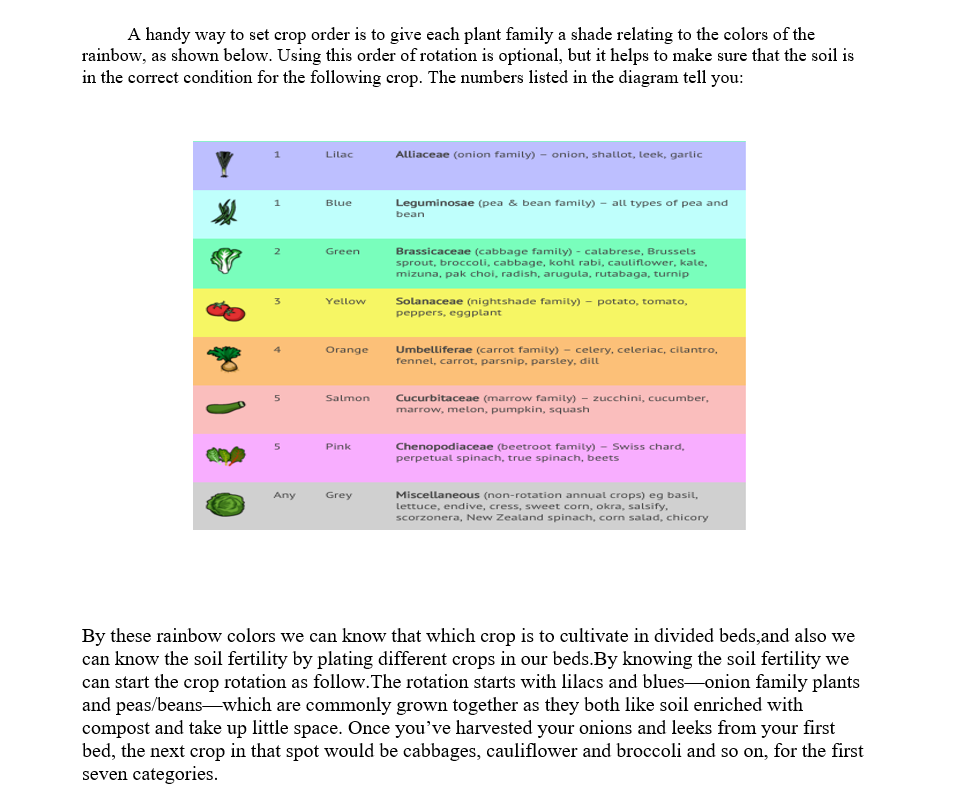 A handy way to set crop order is to give each plant family a shade relating to the colors of the
rainbow, as shown below. Using this order of rotation is optional, but it helps to make sure that the soil is
in the correct condition for the following crop. The numbers listed in the diagram tell you:
1 Lilac Alliaceae (onion family) – onion, shallot, leek, garlic
1 Blue Leguminosae (pea & bean family) – all types of pea and
bean
2 Green Brassicaceae (cabbage family) - calabrese, Brussels
sprout, broccoli, cabbage, kohl rabi, cauliflower, kale,
mizuna, pak choi, radish, arugula, rutabaga, turnip
3 Yellow Solanaceae (nightshade family) – potato, tomato,
peppers, eggplant
4 Orange Umbelliferae (carrot family) – celery, celeriac, cilantro,
fennel, carrot, parsnip, parsley, dill
5 Salmon Cucurbitaceae (marrow family) – zucchini, cucumber,
marrow, melon, pumpkin, squash
5 Pink Chenopodiaceae (beetroot family) – Swiss chard,
perpetual spinach, true spinach, beets
Any Grey Miscellaneous (non-rotation annual crops) eg basil,
lettuce, endive, cress, sweet corn, okra, salsify,
scorzonera, New Zealand spinach, corn salad, chicory
By these rainbow colors we can know that which crop is to cultivate in divided beds,and also we
can know the soil fertility by plating different crops in our beds.By knowing the soil fertility we
can start the crop rotation as follow.The rotation starts with lilacs and blues—onion family plants
and peas/beans—which are commonly grown together as they both like soil enriched with
compost and take up little space. Once you’ve harvested your onions and leeks from your first
bed, the next crop in that spot would be cabbages, cauliflower and broccoli and so on, for the first
seven categories.